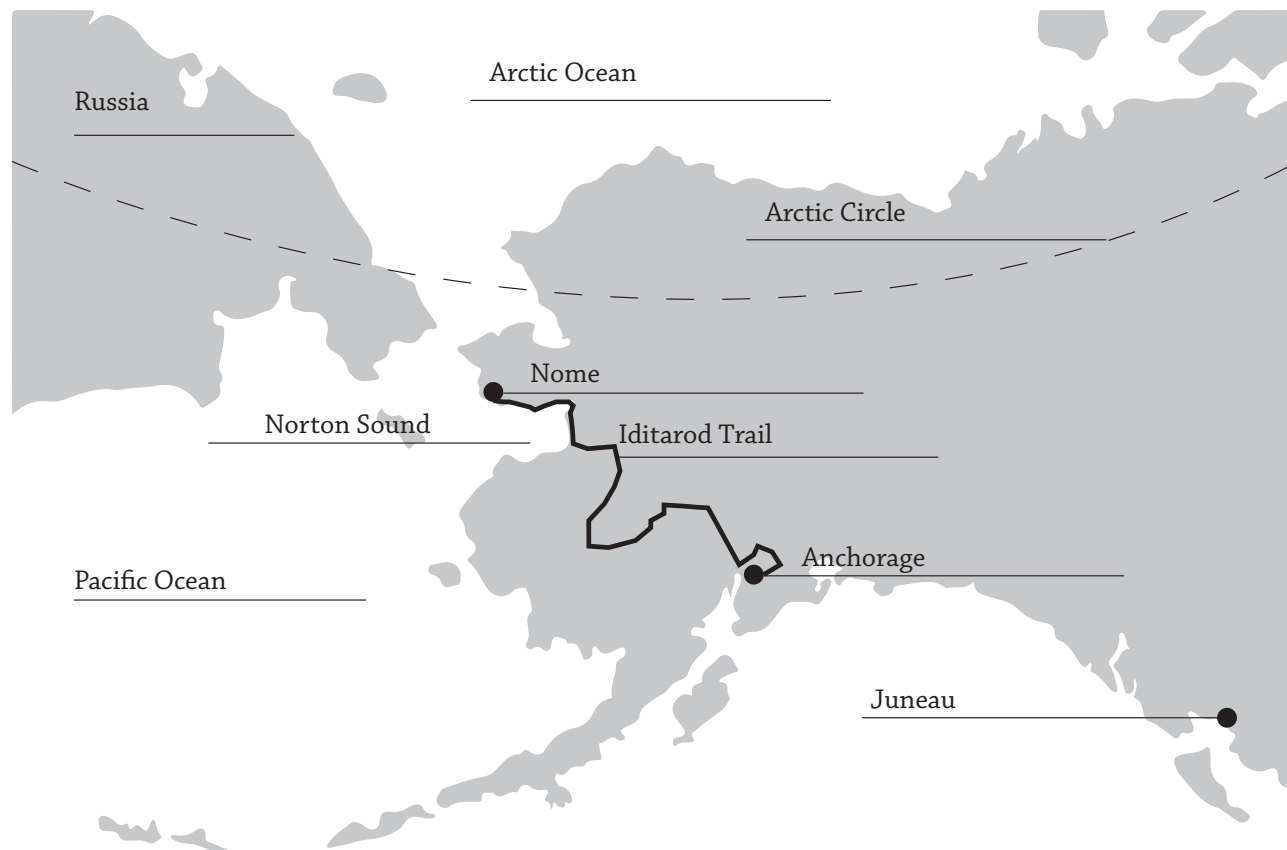 Arctic Ocean
Russia
Arctic Circle
Nome
Norton Sound
Iditarod Trail
Anchorage
Pacific Ocean
Juneau